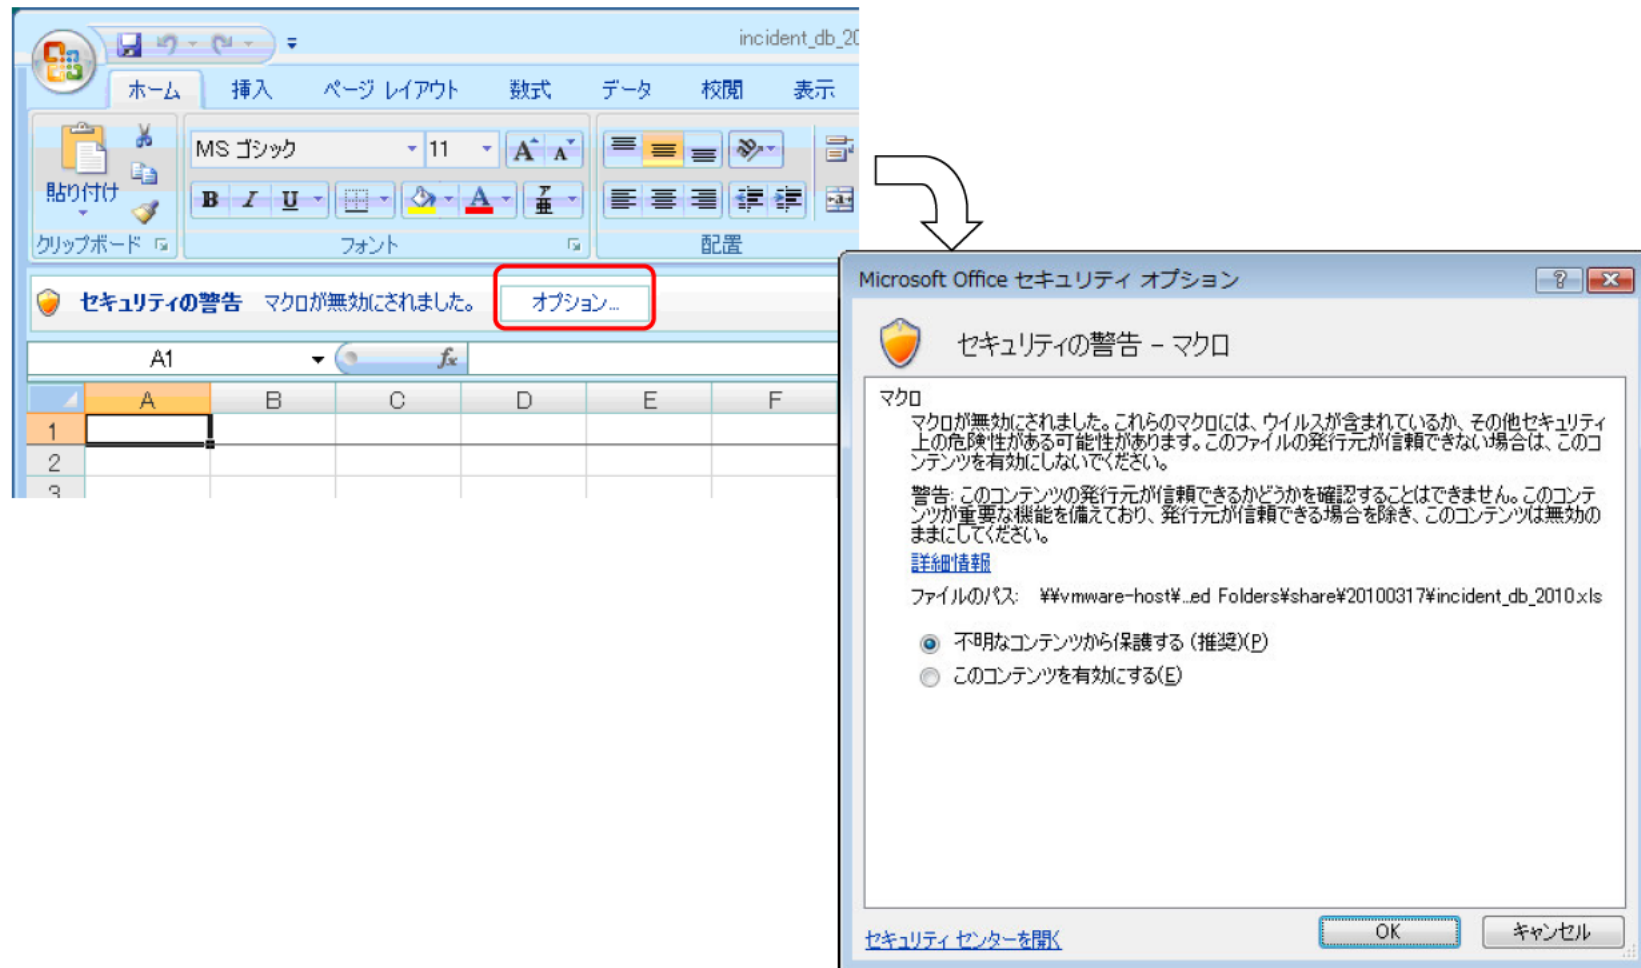 incident_db_20
ホーム 挿入 ページ レイアウト 数式 データ 校閲 表示
MS ゴシック 11 A A
貼り付け
B I U A 亜
クリップボード フォント 配置
セキュリティの警告 マクロが無効にされました。 オプション...
A1 fx
A B C D E F
1
2
3
Microsoft Office セキュリティ オプション
セキュリティの警告 - マクロ
マクロ
マクロが無効にされました。これらのマクロには、ウイルスが含まれているか、その他セキュリティ
上の危険性がある可能性があります。このファイルの発行元が信頼できない場合は、このコ
ンテンツを有効にしないでください。
警告: このコンテンツの発行元が信頼できるかどうかを確認することはできません。このコンテ
ンツが重要な機能を備えており、発行元が信頼できる場合を除き、このコンテンツは無効の
ままにしてください。
詳細情報
ファイルのパス: ¥¥vmware-host¥...ed Folders¥share¥20100317¥incident_db_2010.xls
不明なコンテンツから保護する (推奨)(P)
このコンテンツを有効にする(E)
セキュリティ センターを開く OK キャンセル